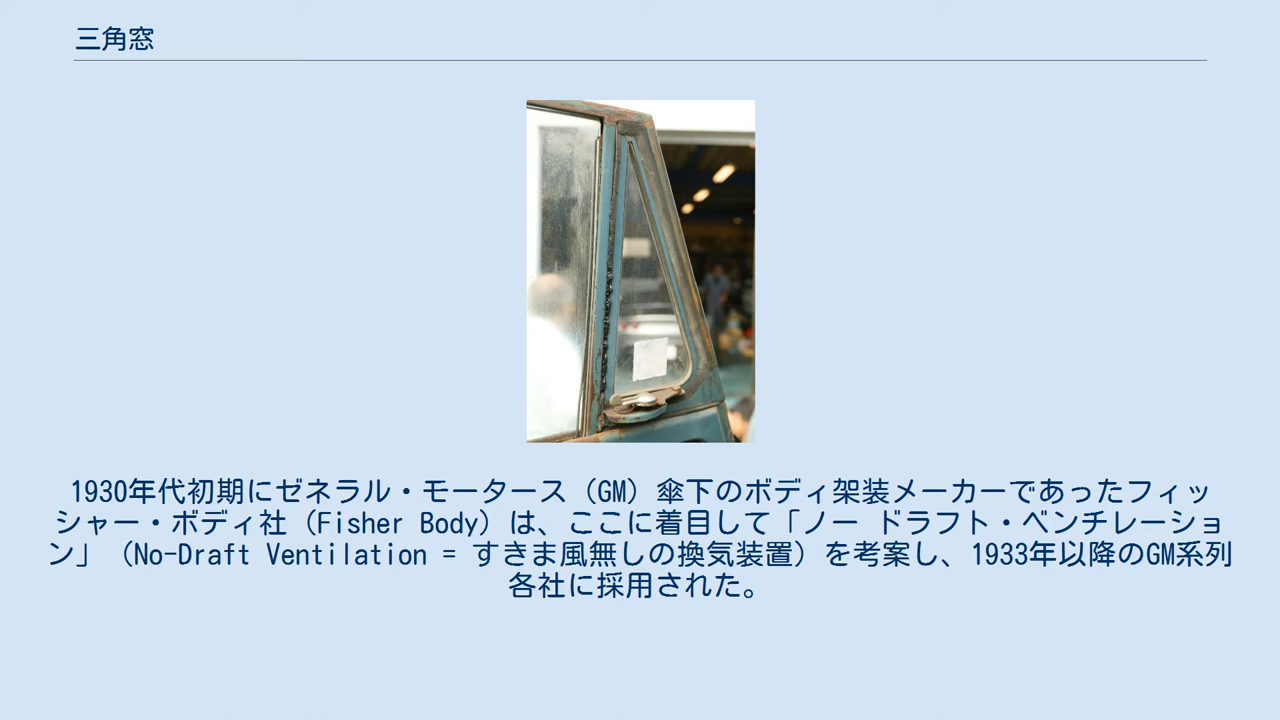 三角窓
1930年代初期にゼネラル・モータース（GM）傘下のボディ架装メーカーであったフィッ
シャー・ボディ社（Fisher Body）は、ここに着目して「ノー ドラフト・ベンチレーショ
ン」（No-Draft Ventilation = すきま風無しの換気装置）を考案し、1933年以降のGM系列
各社に採用された。